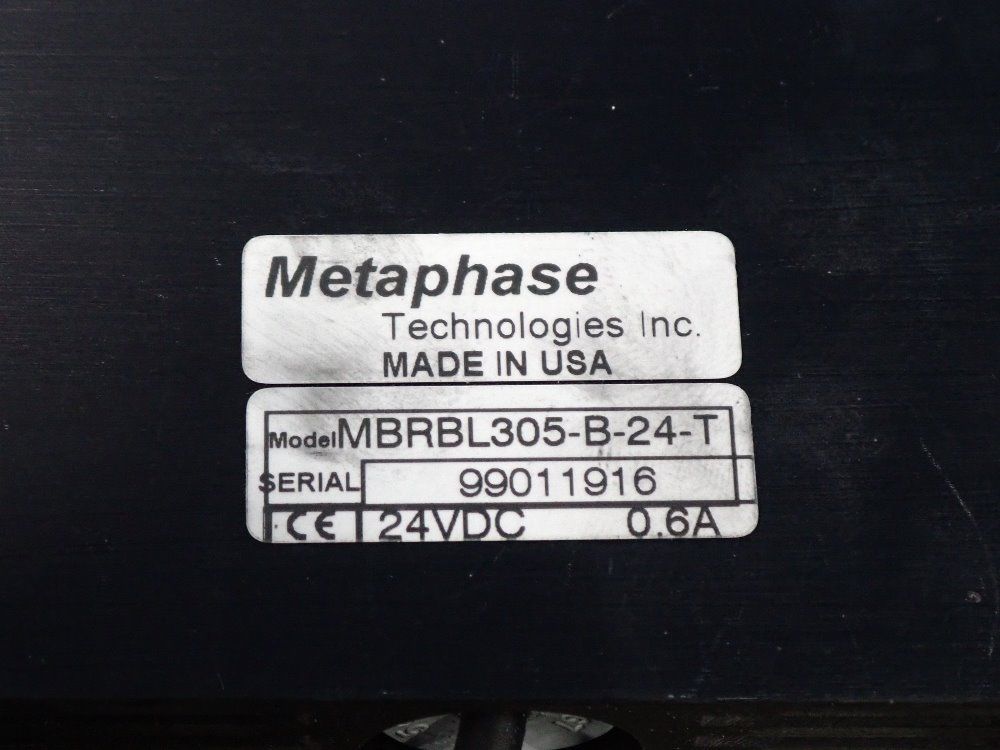 Metaphase
Technologies Inc.
MADE IN USA
Model MBRBL305-B-24-T
SERIAL 99011916
CE 24VDC 0.6A